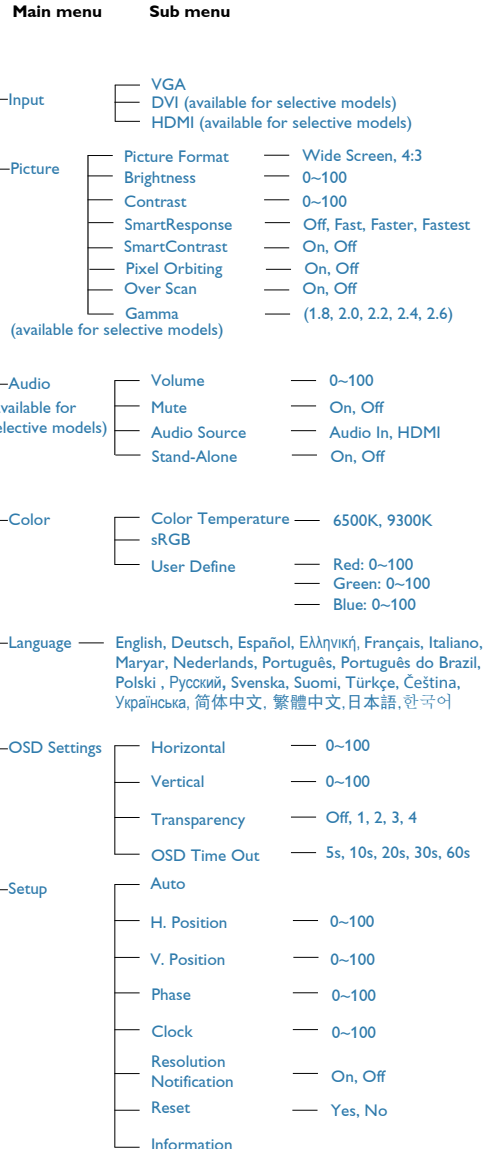 Main menu Sub menu
Input
VGA
DVI (available for selective models)
HDMI (available for selective models)
Picture
Picture Format Wide Screen, 4:3
Brightness 0~100
Contrast 0~100
SmartResponse Off, Fast, Faster, Fastest
SmartContrast On, Off
Pixel Orbiting On, Off
Over Scan On, Off
Gamma (1.8, 2.0, 2.2, 2.4, 2.6)
(available for selective models)
Audio
vailable for
elective models)
Volume 0~100
Mute On, Off
Audio Source Audio In, HDMI
Stand-Alone On, Off
Color
Color Temperature 6500K, 9300K
sRGB
User Define Red: 0~100
Green: 0~100
Blue: 0~100
Language English, Deutsch, Español, Ελληνική, Français, Italiano,
Maryar, Nederlands, Português, Português do Brazil,
Polski , Русский, Svenska, Suomi, Türkçe, Čeština,
Українська, 简体中文, 繁體中文,日本語,한국어
OSD Settings
Horizontal 0~100
Vertical 0~100
Transparency Off, 1, 2, 3, 4
OSD Time Out 5s, 10s, 20s, 30s, 60s
Setup
Auto
H. Position 0~100
V. Position 0~100
Phase 0~100
Clock 0~100
Resolution
Notification On, Off
Reset Yes, No
Information